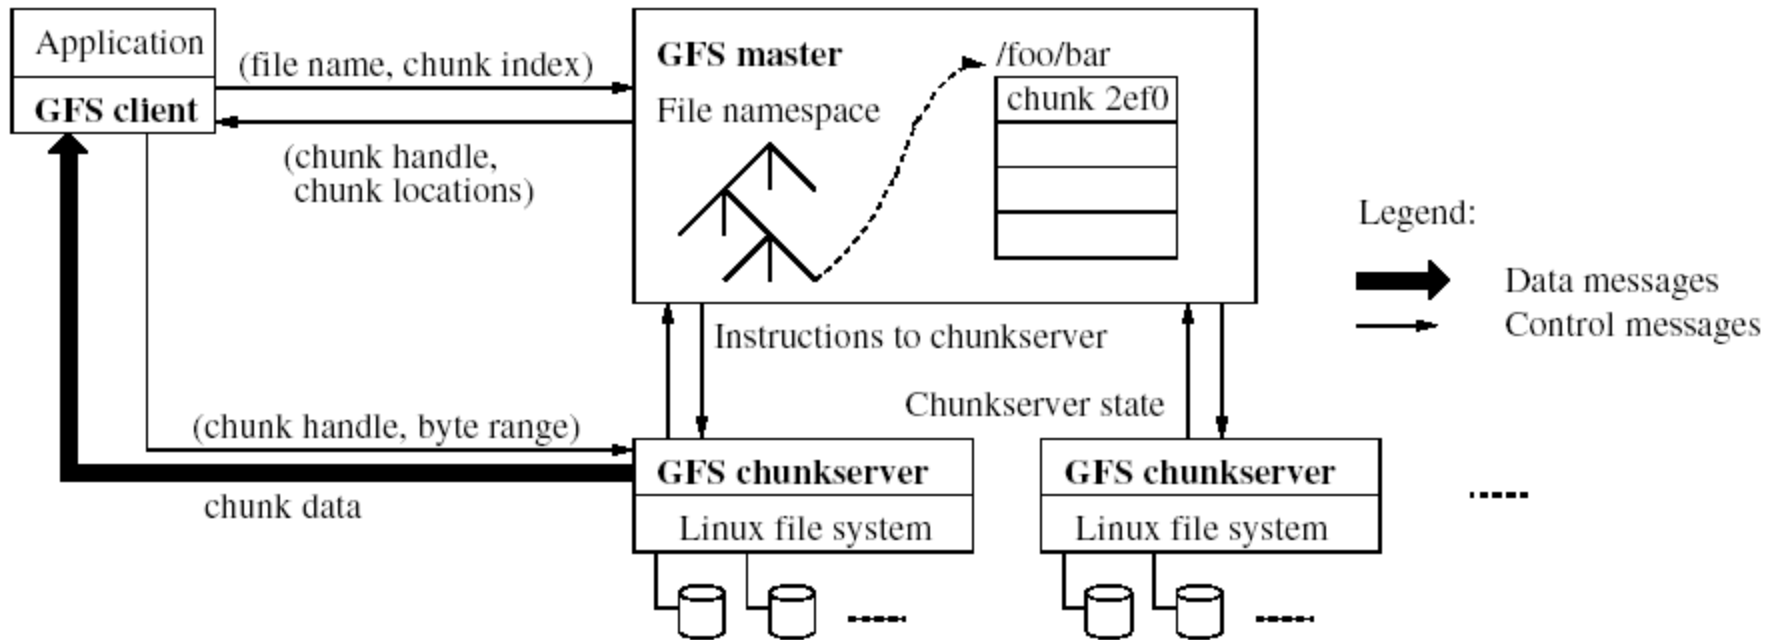 Application
GFS client
(file name, chunk index)
(chunk handle,
chunk locations)
GFS master
File namespace
/foo/bar
chunk 2ef0
Legend:
Data messages
Control messages
Instructions to chunkserver
Chunkserver state
(chunk handle, byte range)
chunk data
GFS chunkserver
Linux file system
GFS chunkserver
Linux file system